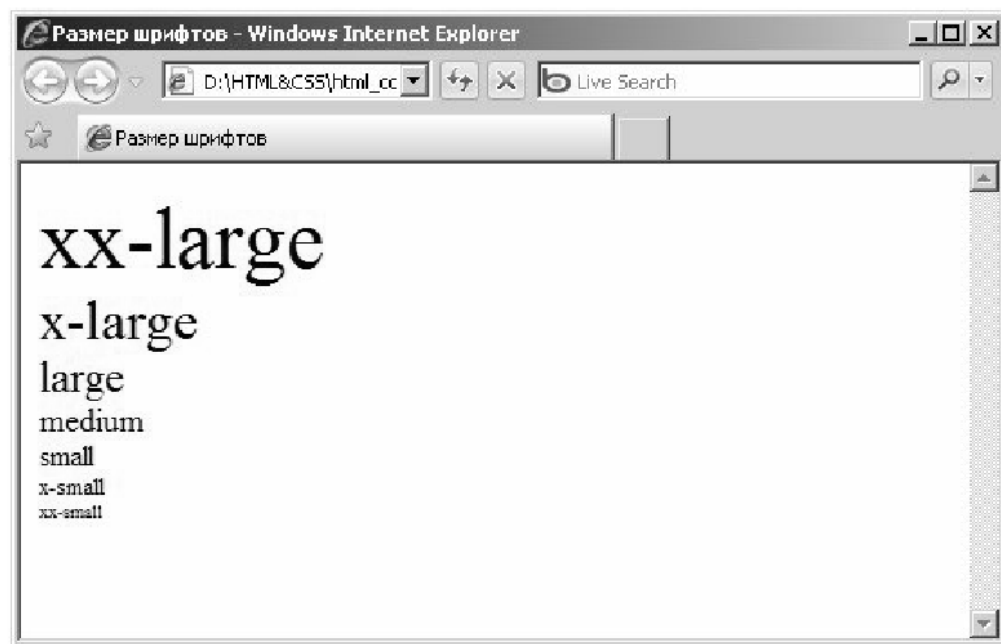 Размер шрифтов - Windows Internet Explorer
D:\HTML&CSS\html_cc
Live Search
Размер шрифтов
xx-large
x-large
large
medium
small
x-small
xx-small